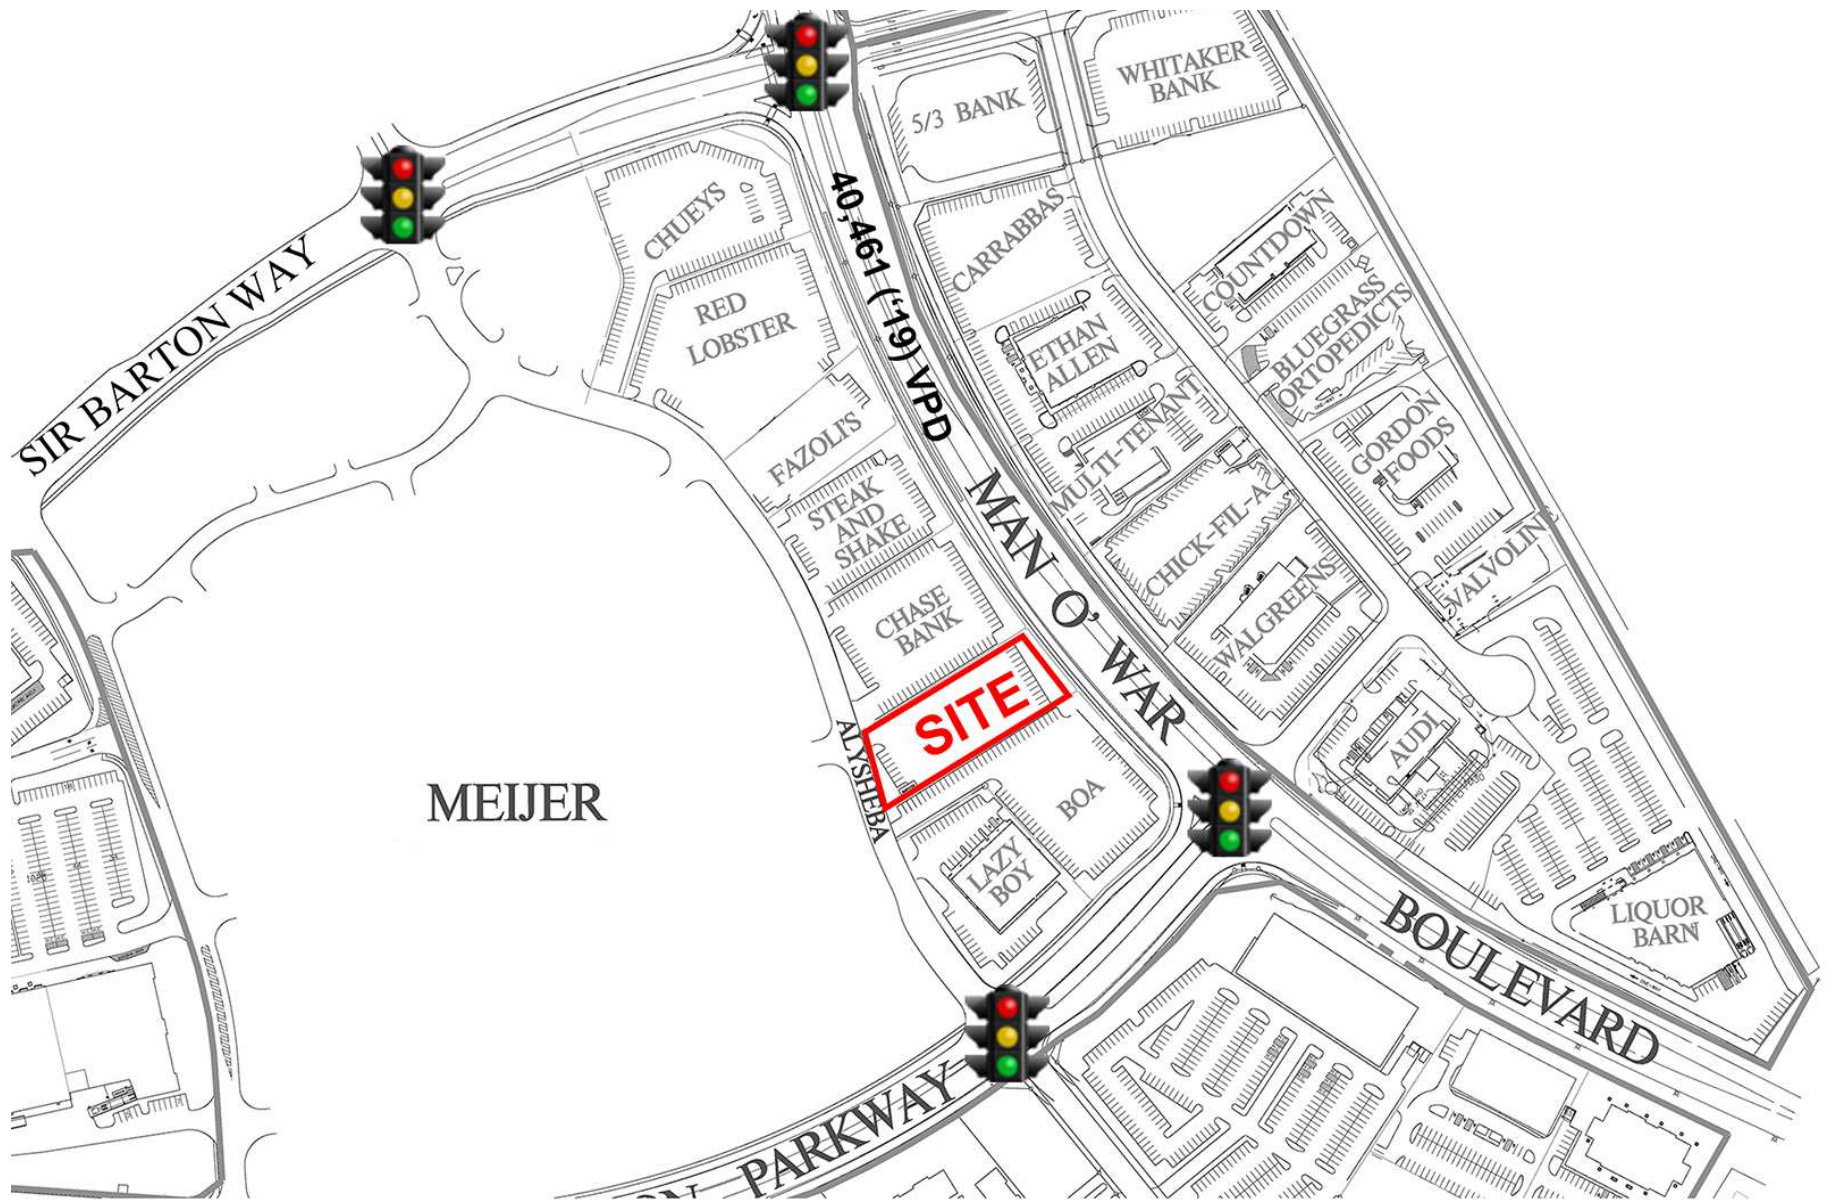 WHITAKER
BANK
5/3 BANK
CHUEYS
CARRABBAS
COUNTDOWN
SIR BARTON WAY
40,461 ('19) VPD
RED
LOBSTER
ETHAN
ALLEN
BLUEGRASS
ORTOPEDICTS
MULTI-TENANT
GORDON
FOODS
FAZOLI'S
STEAK
AND
SHAKE
MAN O' WAR
CHICK-FIL-A
VALVOLIN
CHASE
BANK
WALGREENS
SITE
ALYSHEBA
AUDI
MEIJER
BOA
LAZY
BOY
LIQUOR
BARN
BOULEVARD
PARKWAY